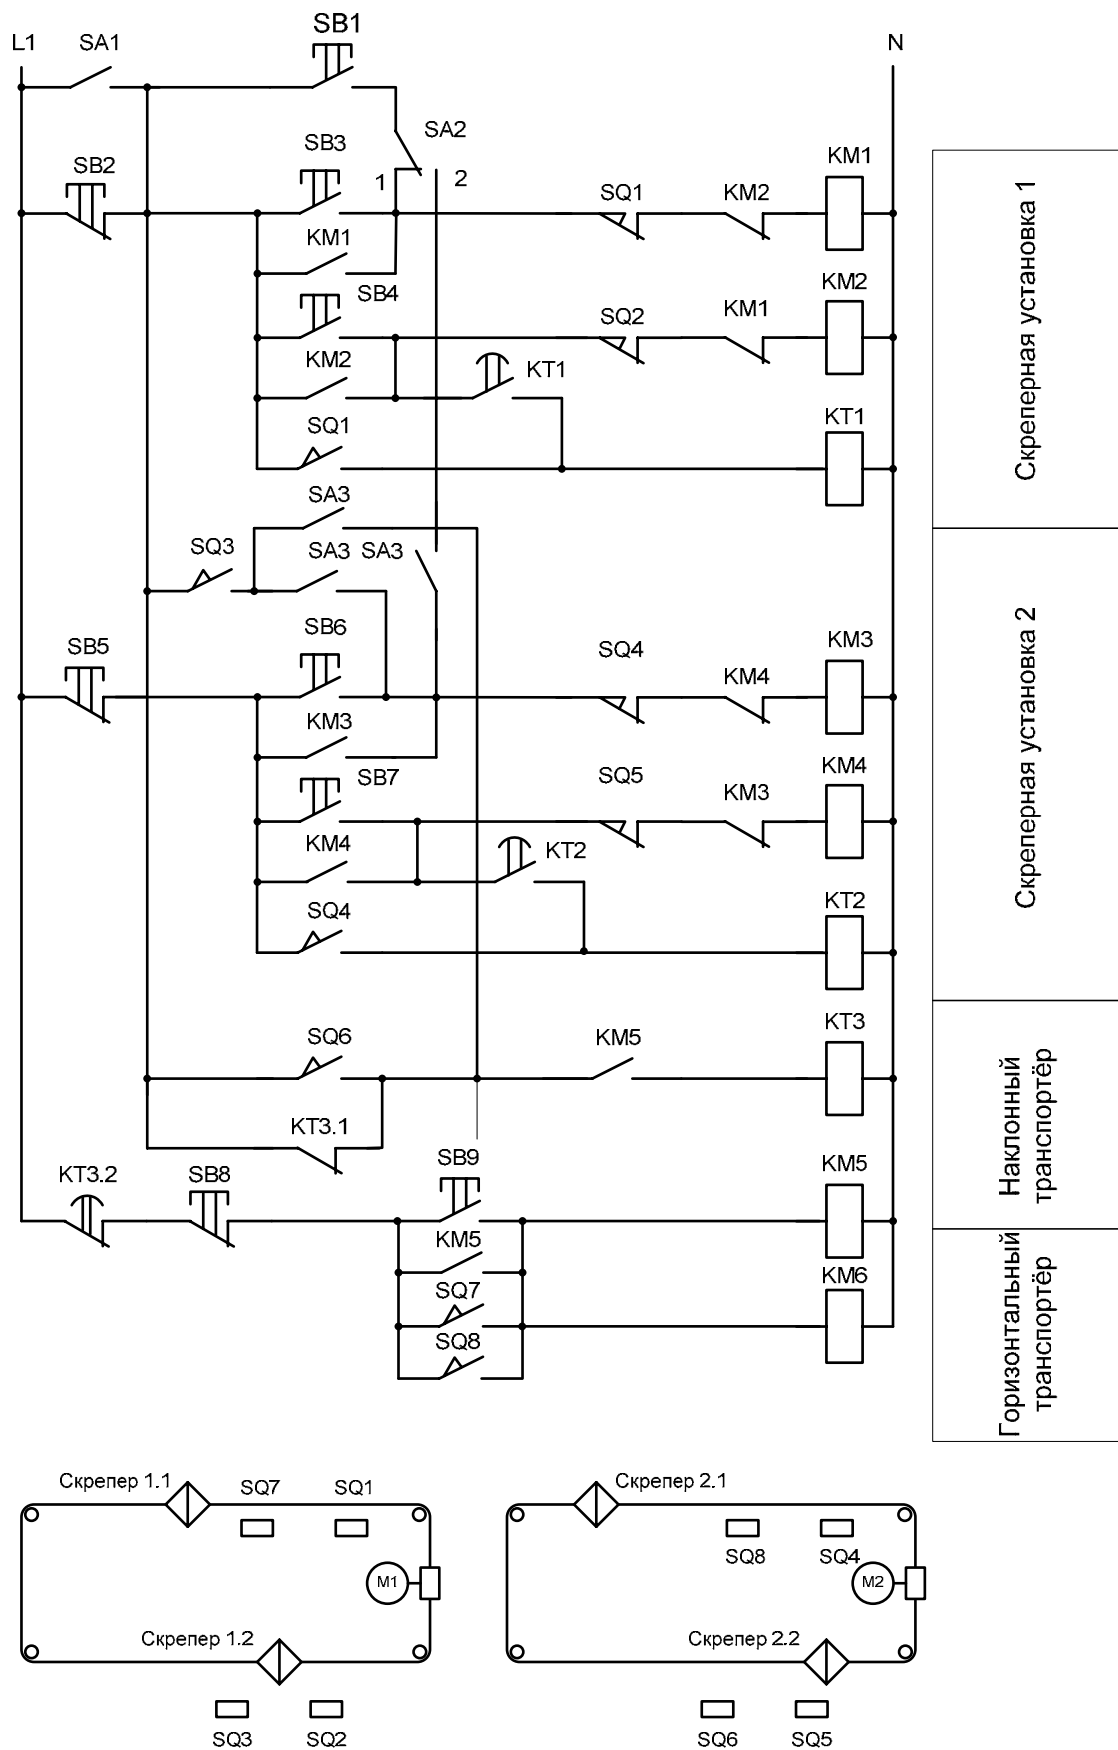 SB1
L1
SA1
N
SA2
SB3
SB2
1
2
SQ1
KM2
KM1
KM1
SB4
SQ2
KM1
KM2
KM2
KT1
SQ1
KT1
Скреперная установка 1
SA3
SQ3
SA3
SA3
SB6
SB5
SQ4
KM4
KM3
KM3
SB7
SQ5
KM3
KM4
KM4
KT2
SQ4
KT2
Скреперная установка 2
SQ6
KM5
KT3
KT3.1
Наклонный
транспортёр
KT3.2
SB8
SB9
KM5
KM5
SQ7
KM6
SQ8
Горизонтальный
транспортёр
Скрепер 1.1
SQ7
SQ1
M1
Скрепер 1.2
SQ3
SQ2
Скрепер 2.1
SQ8
SQ4
M2
Скрепер 2.2
SQ6
SQ5